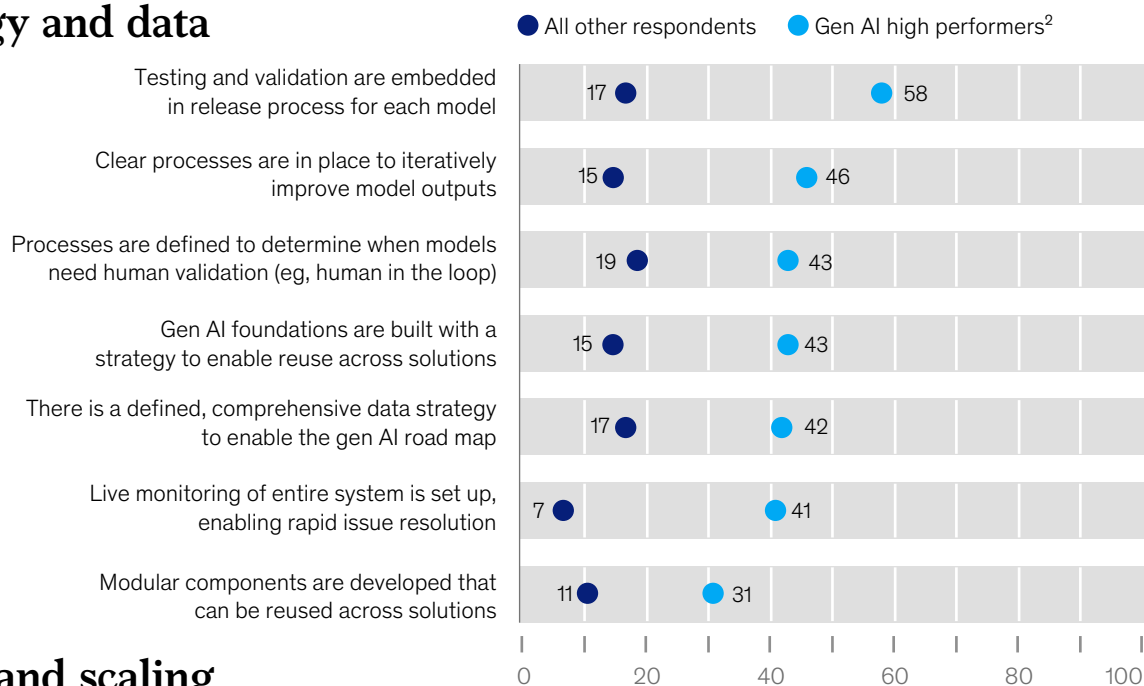 gy and data
All other respondents Gen AI high performers²
Testing and validation are embedded
in release process for each model
17 58
Clear processes are in place to iteratively
improve model outputs
15 46
Processes are defined to determine when models
need human validation (eg, human in the loop)
19 43
Gen AI foundations are built with a
strategy to enable reuse across solutions
15 43
There is a defined, comprehensive data strategy
to enable the gen AI road map
17 42
Live monitoring of entire system is set up,
enabling rapid issue resolution
7 41
Modular components are developed that
can be reused across solutions
11 31
0 20 40 60 80 100
and scaling